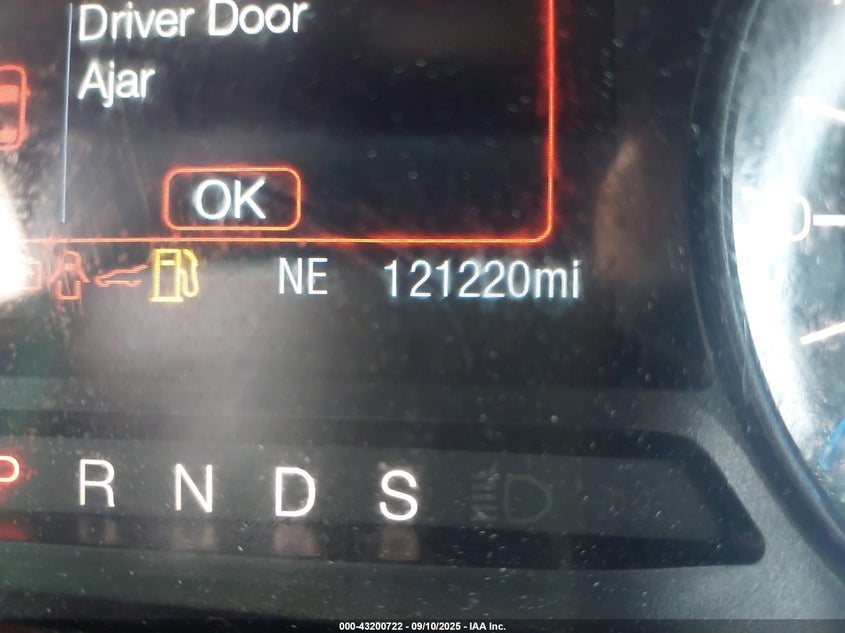 Driver Door
Ajar
OK
NE 121220mi
P R N D S
000-43200722 - 09/10/2025 - IAA Inc.